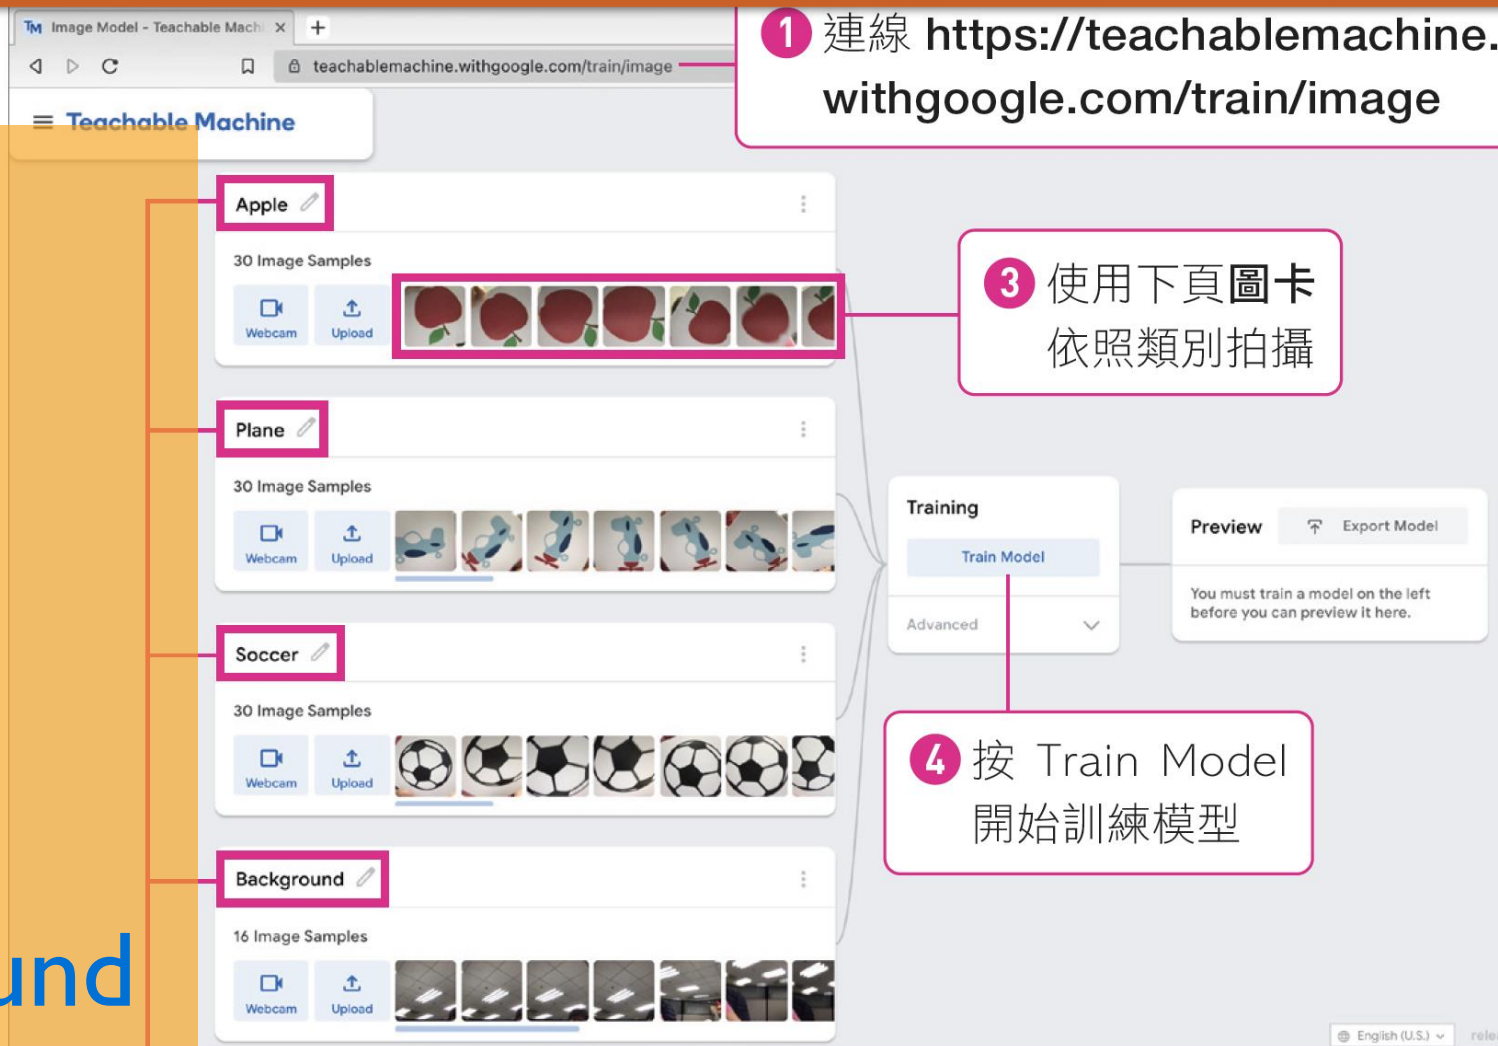 Image Model - Teachable Machi
teachablemachine.withgoogle.com/train/image
1 連線 https://teachablemachine.
withgoogle.com/train/image
Teachable Machine
Apple
30 Image Samples
Webcam
Upload
3 使用下頁圖卡
依照類別拍攝
Plane
30 Image Samples
Webcam
Upload
Training
Train Model
Advanced
Preview
Export Model
You must train a model on the left
before you can preview it here.
Soccer
30 Image Samples
Webcam
Upload
4 按 Train Model
開始訓練模型
Background
16 Image Samples
Webcam
Upload
und
English (U.S.)